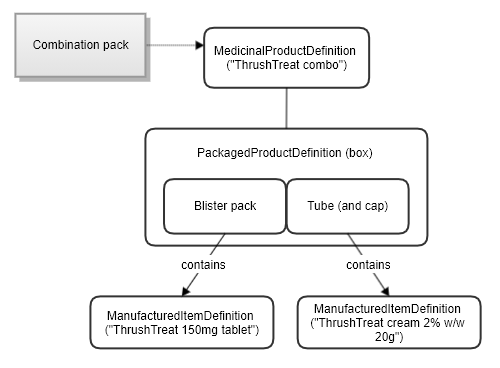 Combination pack
MedicinalProductDefinition
("ThrushTreat combo")
PackagedProductDefinition (box)
Blister pack
Tube (and cap)
contains
contains
ManufacturedItemDefinition
("ThrushTreat 150mg tablet")
ManufacturedItemDefinition
("ThrushTreat cream 2% w/w
20g")